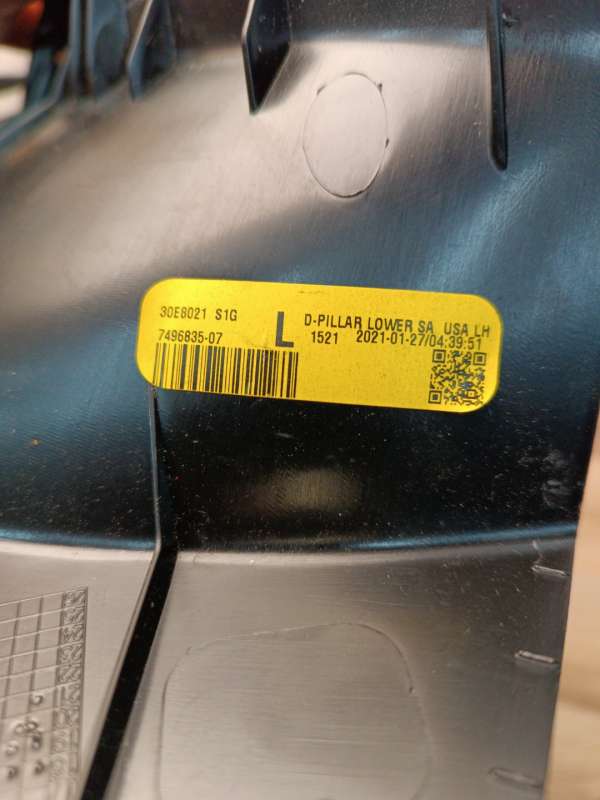 30E8021 S1G
7496835-07
L
D-PILLAR LOWER SA USA LH
1521 2021-01-27/04:39:51